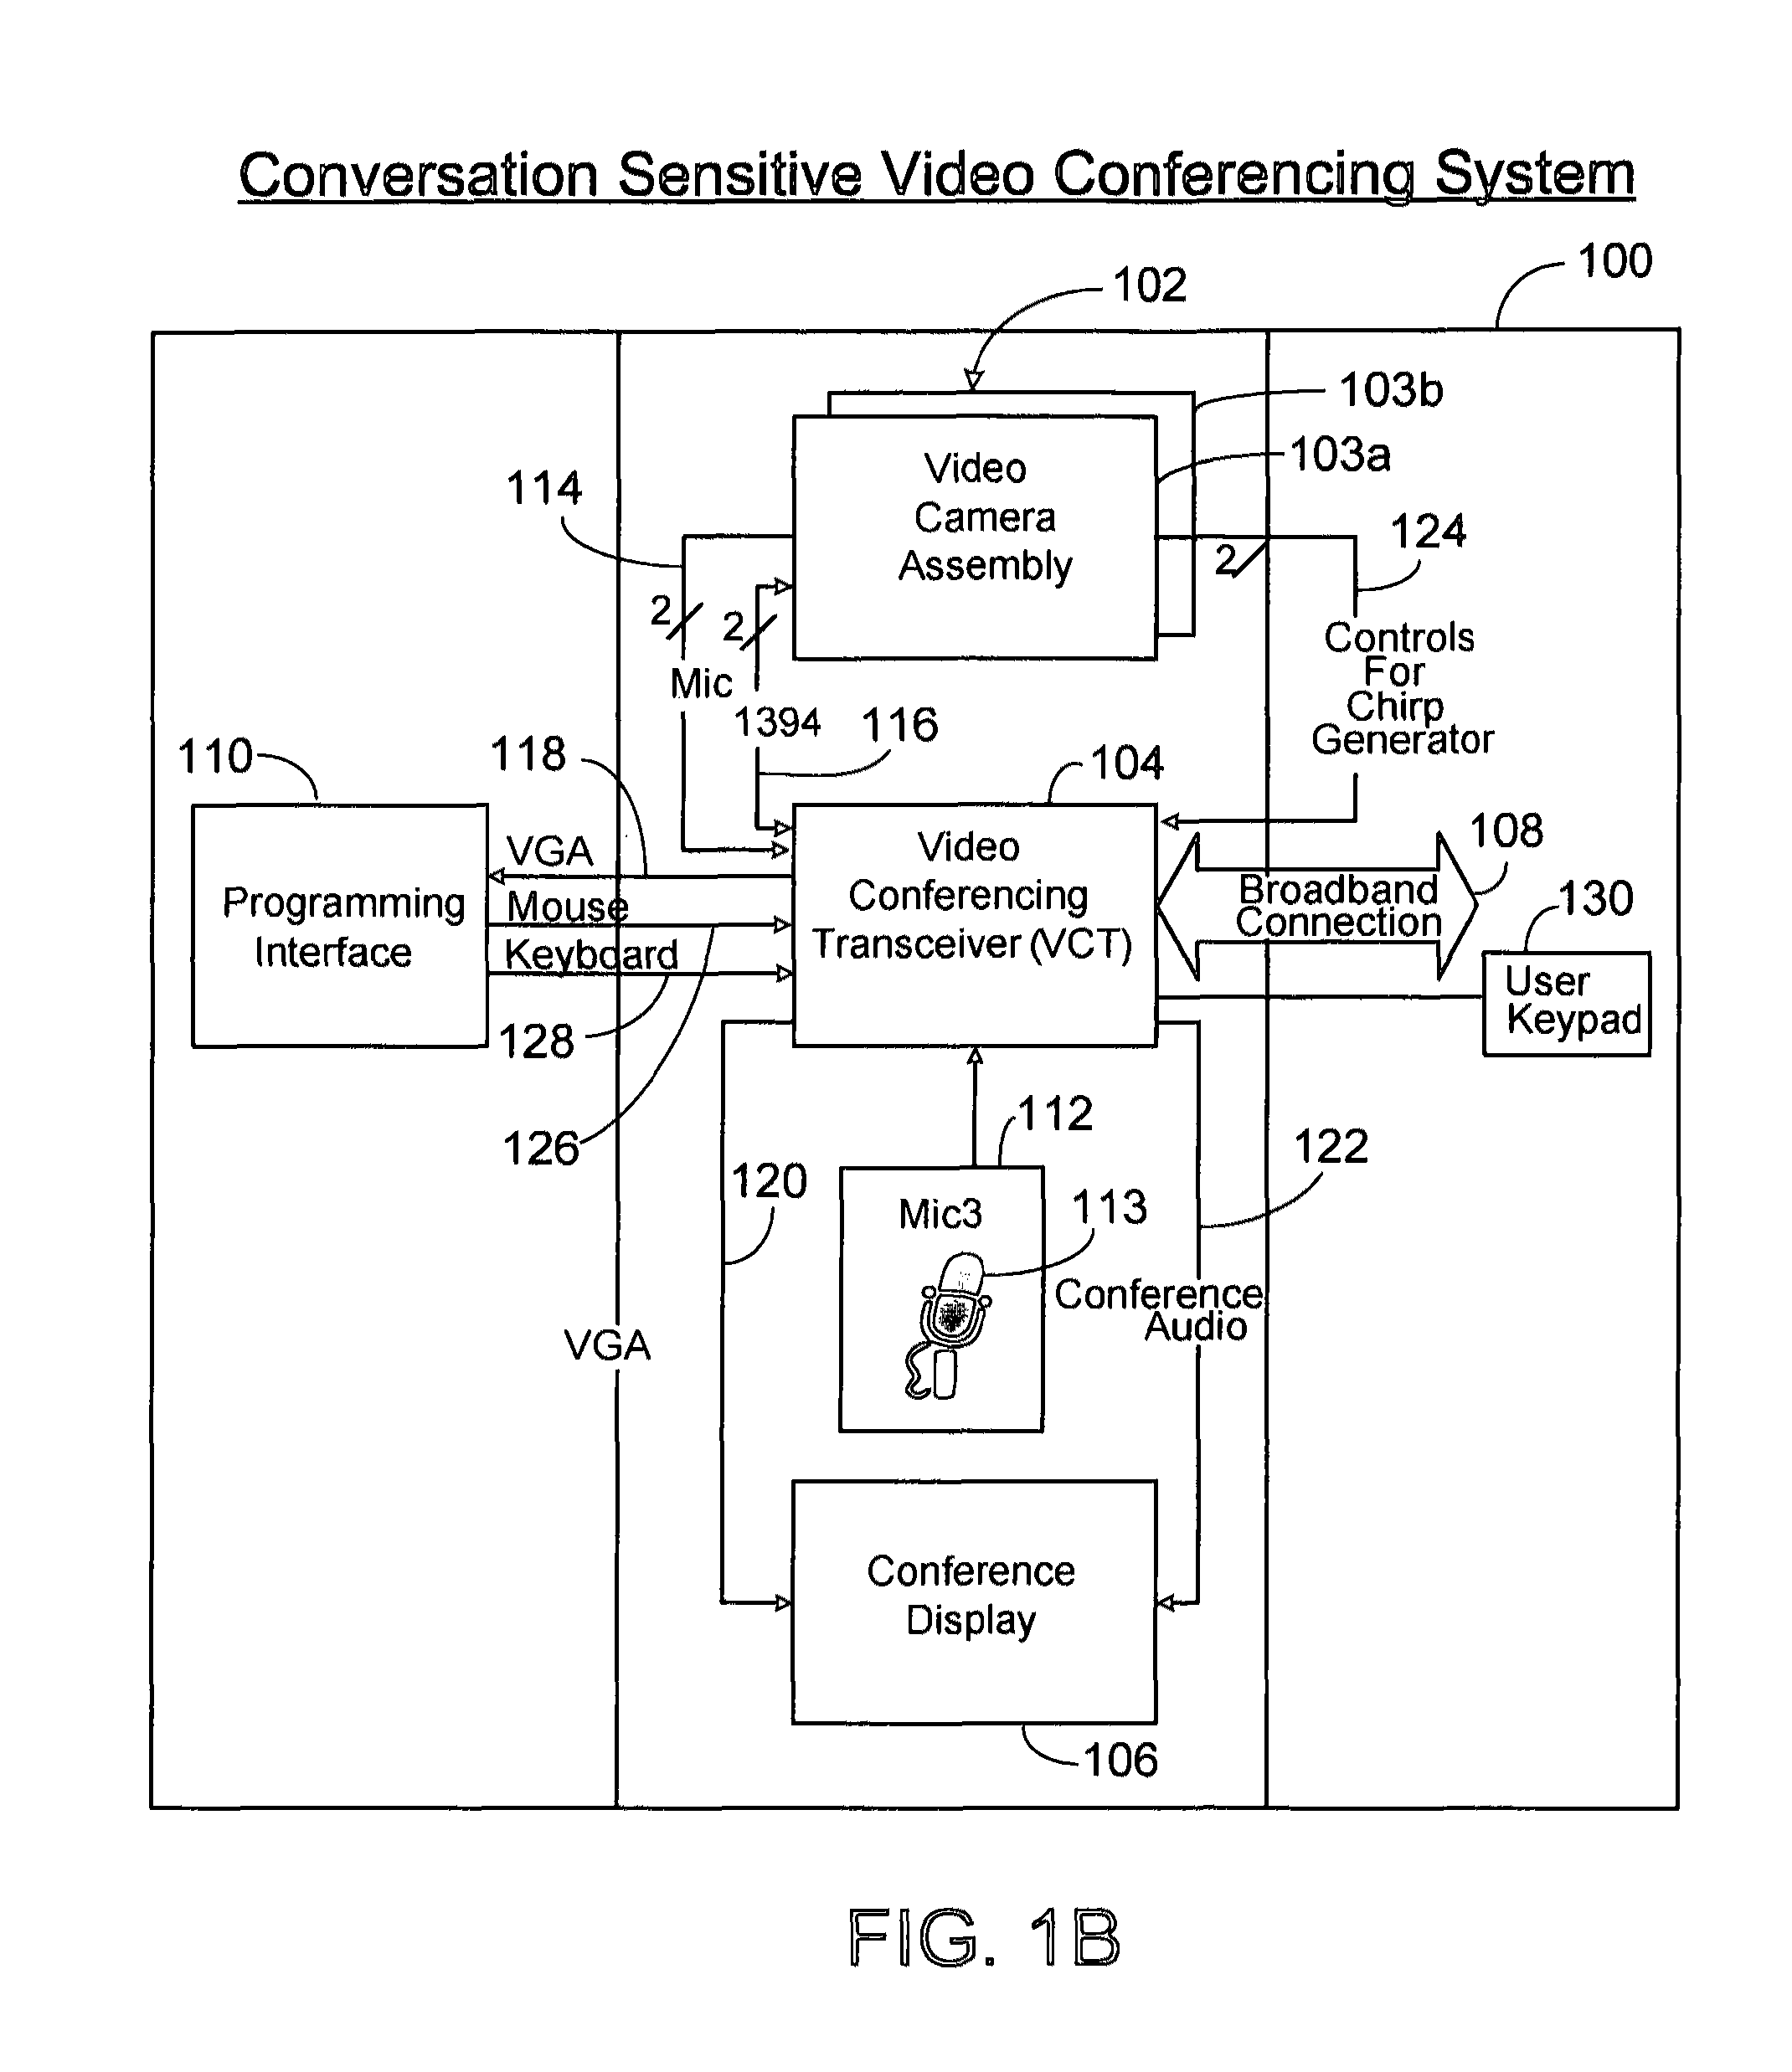 Conversation Sensitive Video Conferencing System
100
102
103b
103a
Video
Camera
Assembly
114
124
2
2
2
Mic
1394
116
Controls
For
Chirp
Generator
110
118
104
108
VGA
Mouse
Keyboard
Programming
Interface
Video
Conferencing
Transceiver (VCT)
Broadband
Connection
130
User
Keypad
128
126
112
122
120
Mic3
113
Conference
Audio
VGA
Conference
Display
106
FIG. 1B